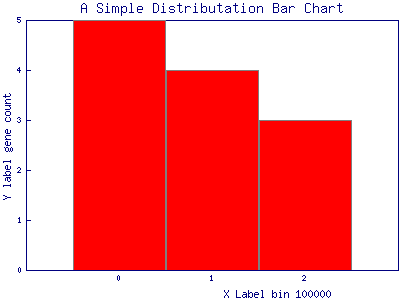 A Simple Distributation Bar Chart
Y label gene count
5
4
3
2
1
0
0 1 2
X Label bin 100000